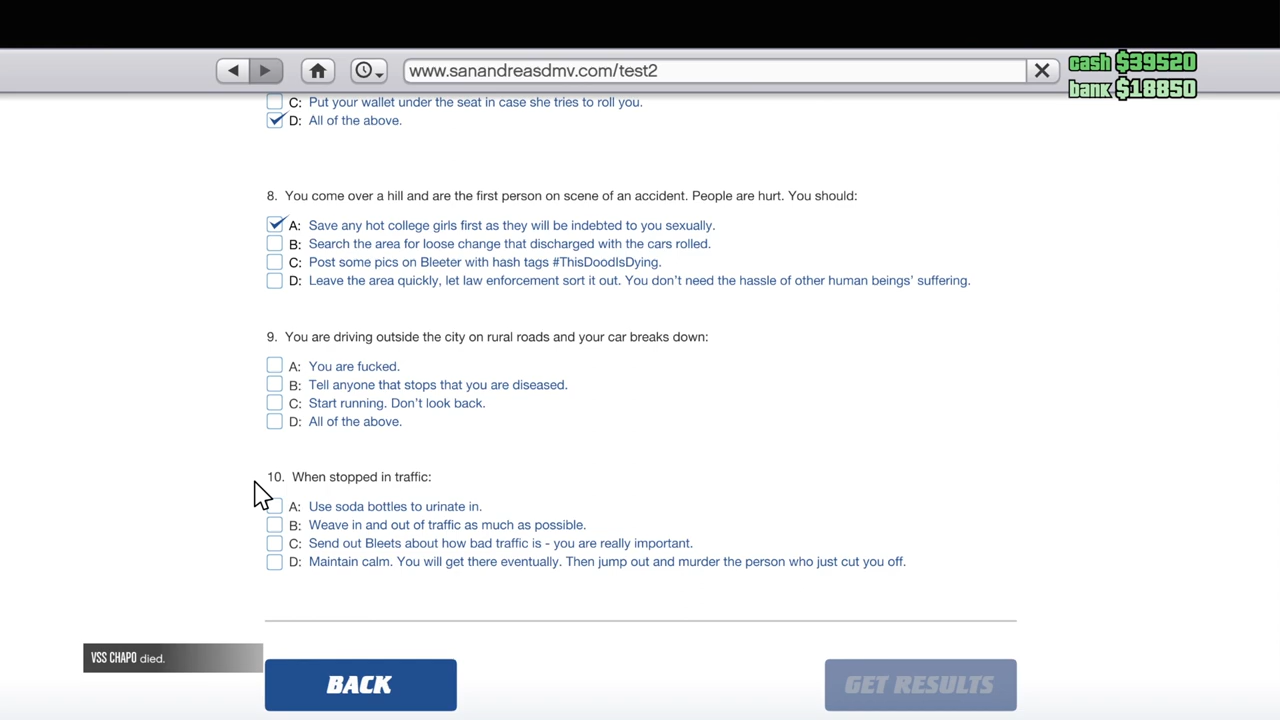 www.sanandreasdmv.com/test2
cash $39520
bank $18850
C: Put your wallet under the seat in case she tries to roll you.
D: All of the above.
8. You come over a hill and are the first person on scene of an accident. People are hurt. You should:
A: Save any hot college girls first as they will be indebted to you sexually.
B: Search the area for loose change that discharged with the cars rolled.
C: Post some pics on Bleeter with hash tags #ThisDoodIsDying.
D: Leave the area quickly, let law enforcement sort it out. You don't need the hassle of other human beings' suffering.
9. You are driving outside the city on rural roads and your car breaks down:
A: You are fucked.
B: Tell anyone that stops that you are diseased.
C: Start running. Don't look back.
D: All of the above.
10. When stopped in traffic:
A: Use soda bottles to urinate in.
B: Weave in and out of traffic as much as possible.
C: Send out Bleets about how bad traffic is - you are really important.
D: Maintain calm. You will get there eventually. Then jump out and murder the person who just cut you off.
VSS CHAPO died.
BACK
GET RESULTS